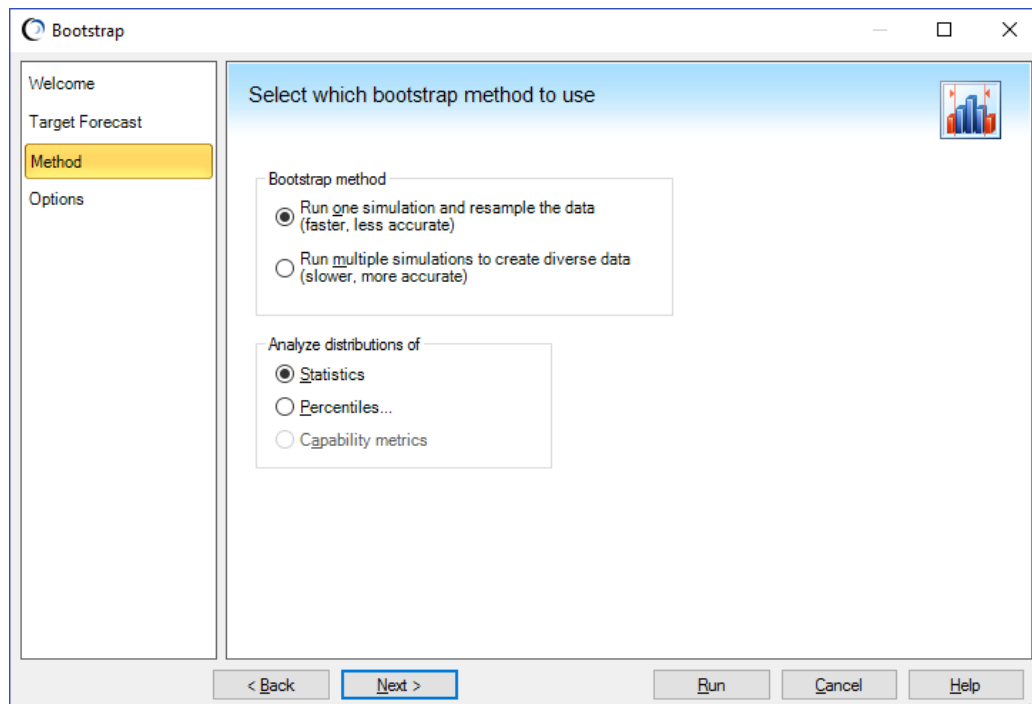 Bootstrap
Welcome
Target Forecast
Method
Options
Select which bootstrap method to use
Bootstrap method
Run one simulation and resample the data
(faster, less accurate)
Run multiple simulations to create diverse data
(slower, more accurate)
Analyze distributions of
Statistics
Percentiles...
Capability metrics
< Back
Next >
Run
Cancel
Help